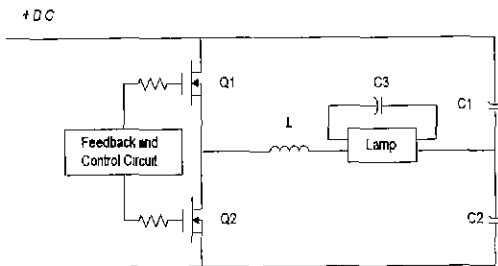 +DC
Q1
C3
C1
L
Feedback and
Control Circuit
Lamp
Q2
C2